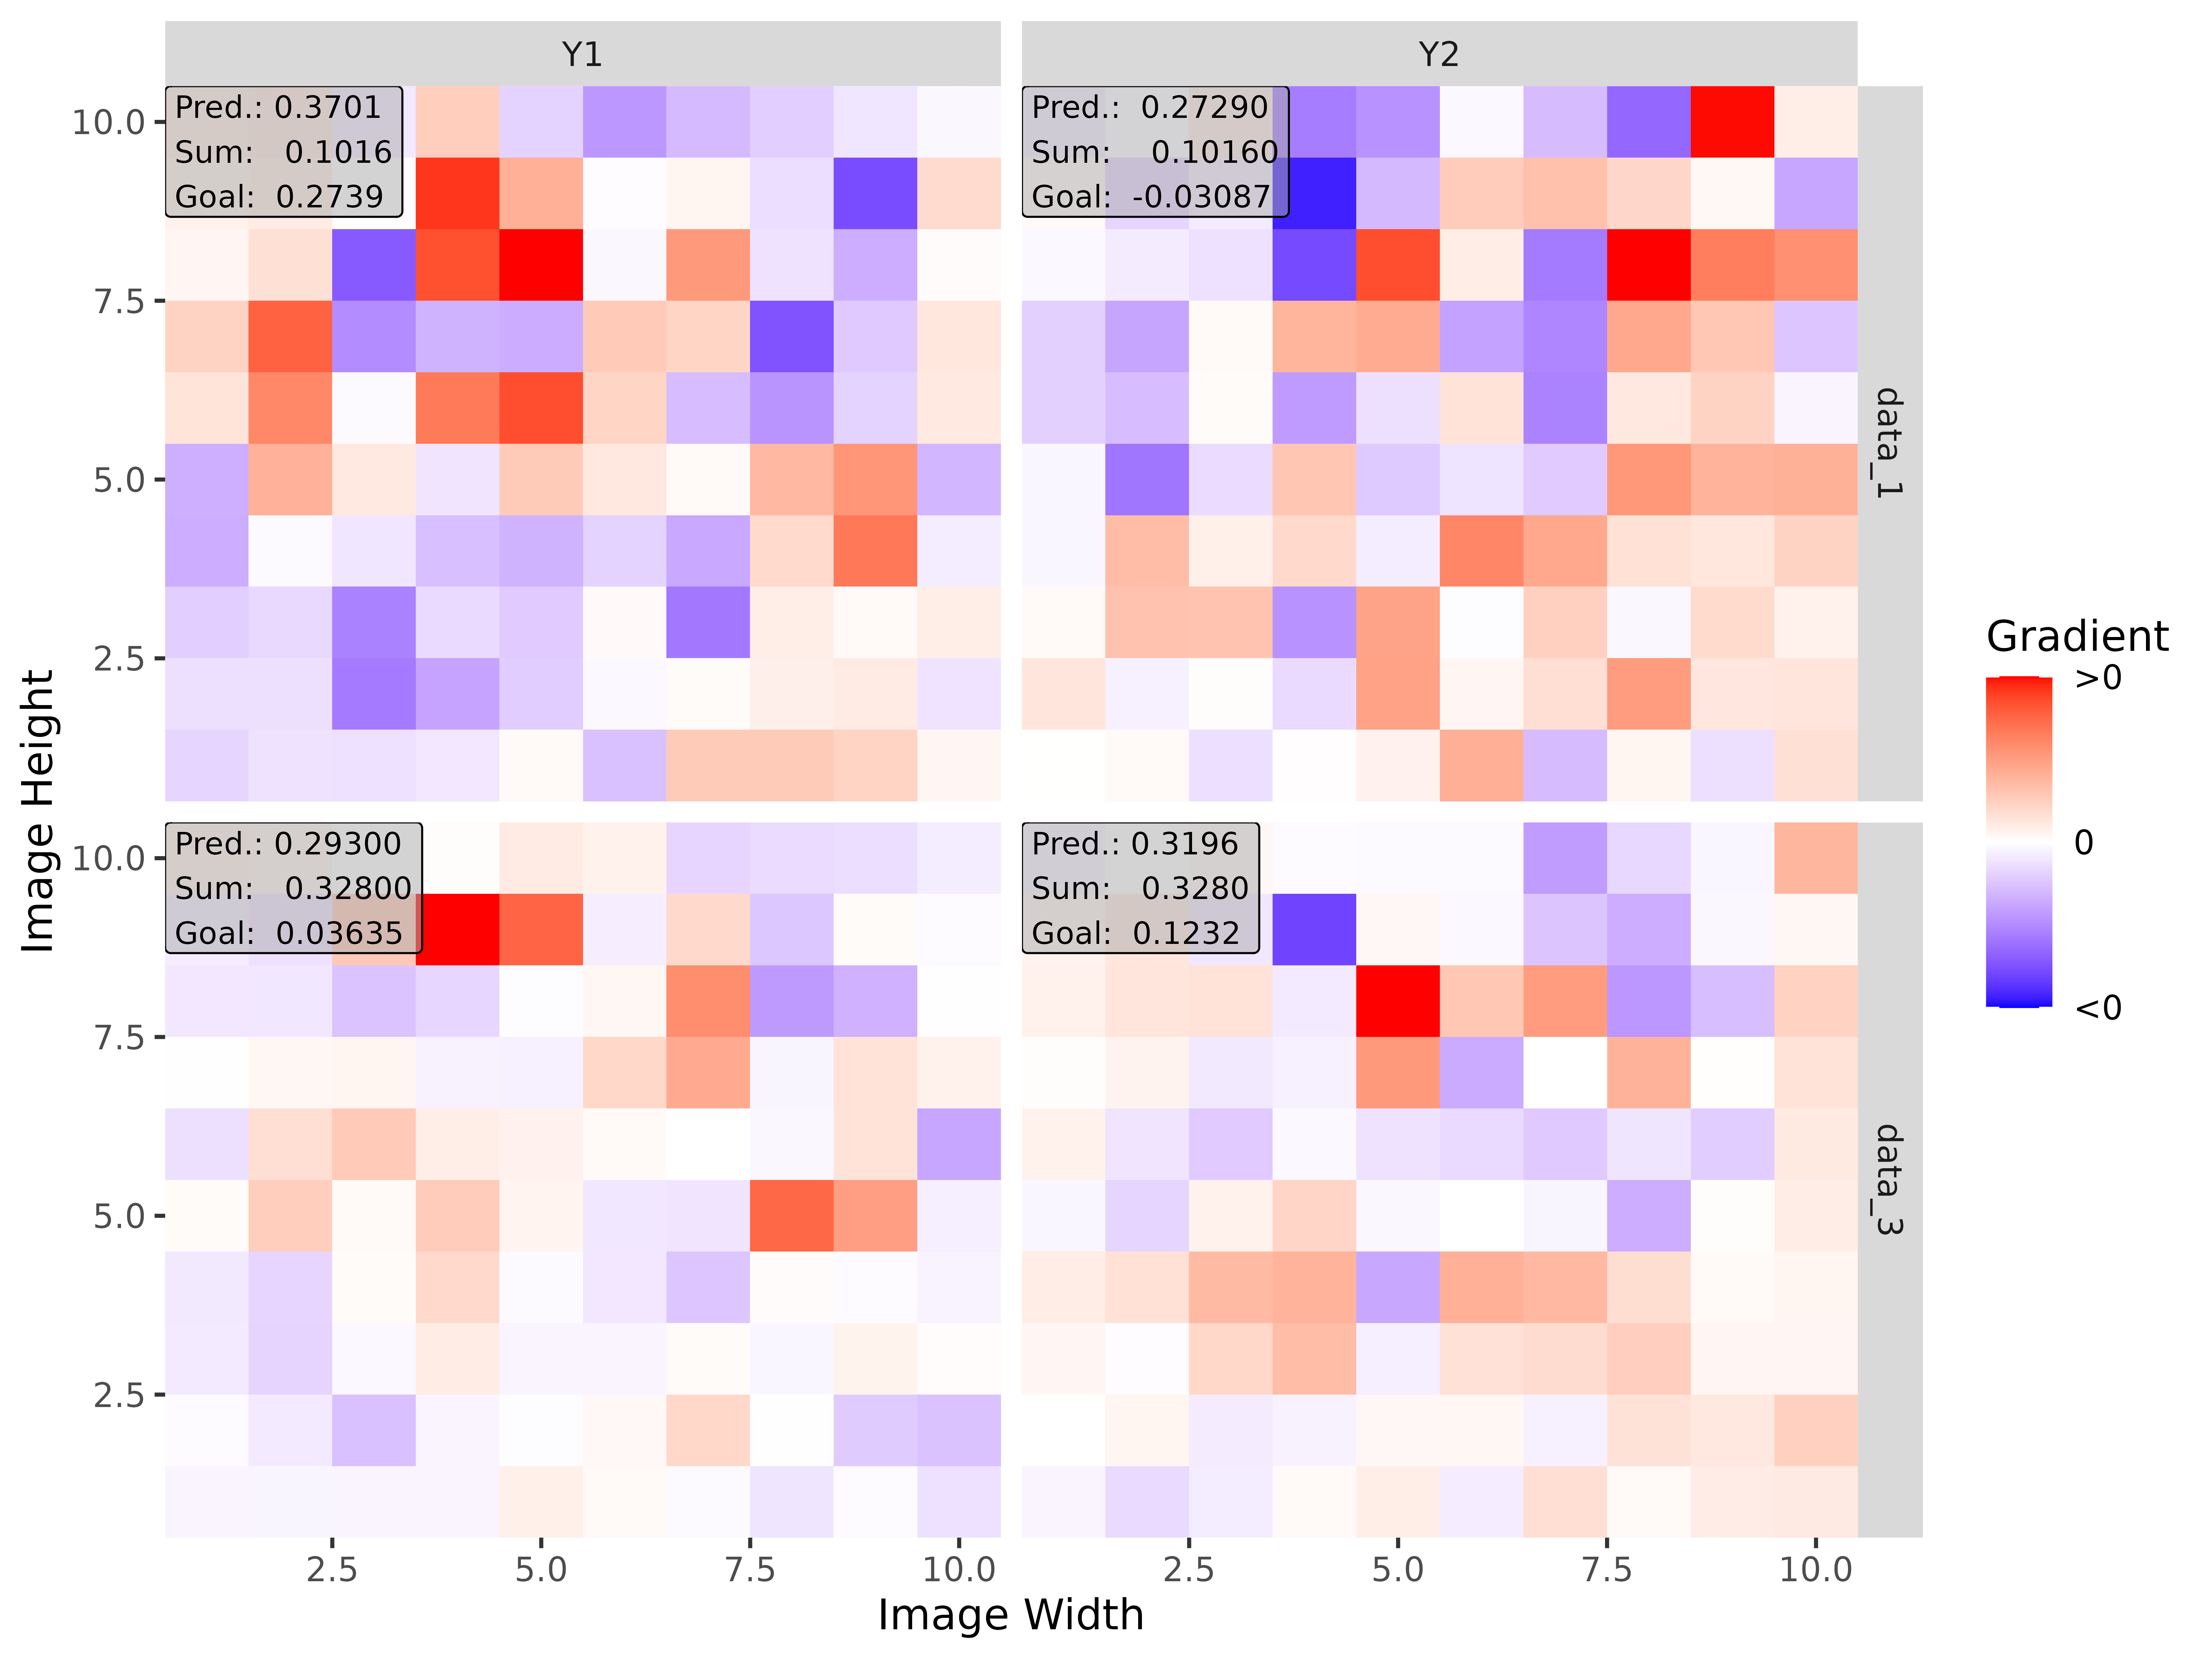 Y1
Y2
Pred.: 0.3701
Sum: 0.1016
Goal: 0.2739
Pred.: 0.27290
Sum: 0.10160
Goal: -0.03087
10.0
7.5
5.0
2.5
data_1
Pred.: 0.29300
Sum: 0.32800
Goal: 0.03635
Pred.: 0.3196
Sum: 0.3280
Goal: 0.1232
10.0
7.5
5.0
2.5
data_3
Image Height
2.5 5.0 7.5 10.0
2.5 5.0 7.5 10.0
Image Width
Gradient
>0
0
<0